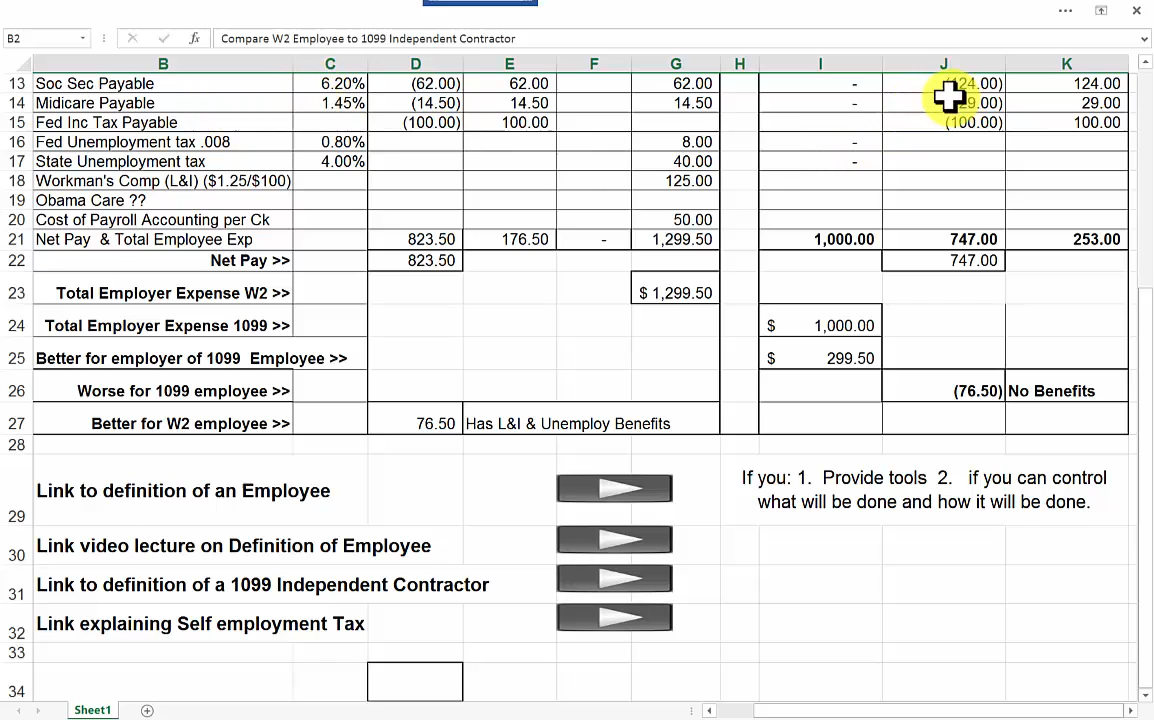 B2 fx Compare W2 Employee to 1099 Independent Contractor
B C D E F G H I J K
13 Soc Sec Payable 6.20% (62.00) 62.00 62.00 - (124.00) 124.00
14 Midicare Payable 1.45% (14.50) 14.50 14.50 - 29.00) 29.00
15 Fed Inc Tax Payable (100.00) 100.00 (100.00) 100.00
16 Fed Unemployment tax .008 0.80% 8.00 -
17 State Unemployment tax 4.00% 40.00 -
18 Workman's Comp (L&I) ($1.25/$100) 125.00
19 Obama Care ??
20 Cost of Payroll Accounting per Ck 50.00
21 Net Pay & Total Employee Exp 823.50 176.50 - 1,299.50 1,000.00 747.00 253.00
22 Net Pay >> 823.50 747.00
23 Total Employer Expense W2 >> $ 1,299.50
24 Total Employer Expense 1099 >> $ 1,000.00
25 Better for employer of 1099 Employee >> $ 299.50
26 Worse for 1099 employee >> (76.50) No Benefits
27 Better for W2 employee >> 76.50 Has L&I & Unemploy Benefits
28
If you: 1. Provide tools 2. if you can control
what will be done and how it will be done.
29 Link to definition of an Employee
30 Link video lecture on Definition of Employee
31 Link to definition of a 1099 Independent Contractor
32 Link explaining Self employment Tax
33
34
Sheet1